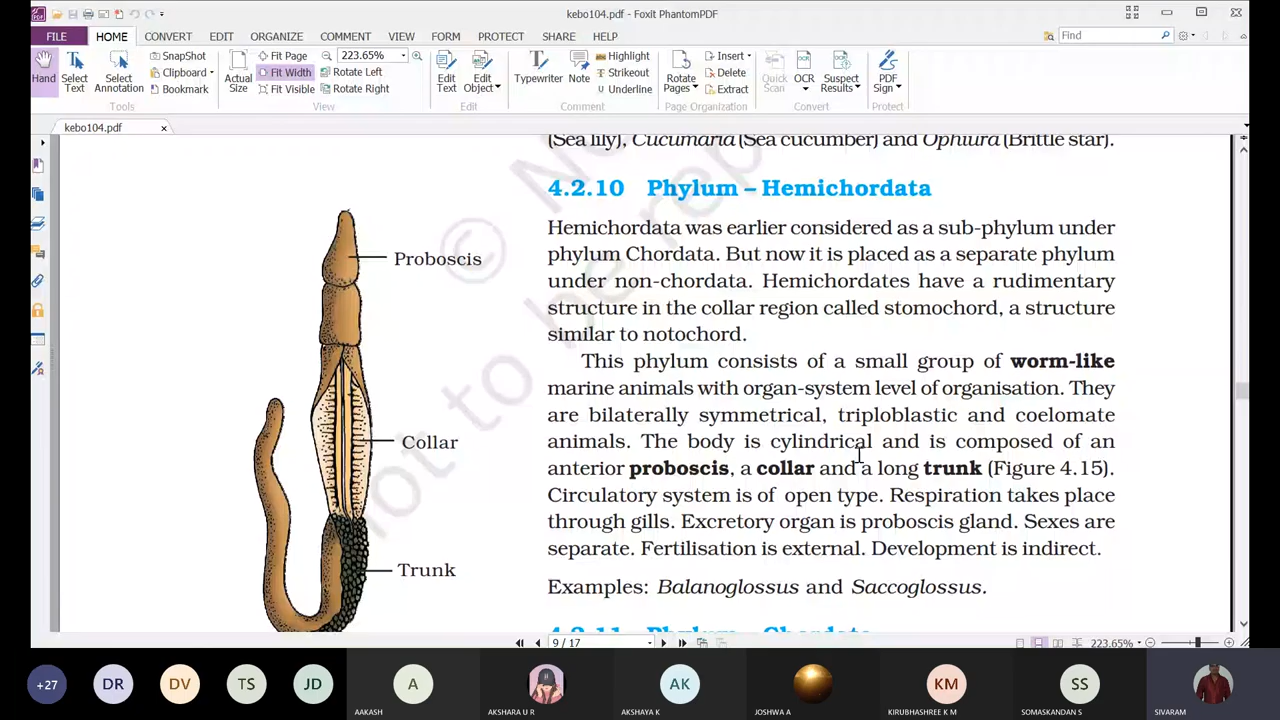 kebo104.pdf - Foxit PhantomPDF
FILE HOME CONVERT EDIT ORGANIZE COMMENT VIEW FORM PROTECT SHARE HELP Find
SnapShot Fit Page 223.65% Highlight Insert
Clipboard Fit Width Rotate Left Strikeout Delete
Bookmark Fit Visible Rotate Right Underline Extract
Hand Select Text Select Annotation Actual Size Edit Text Edit Object Typewriter Note Rotate Pages Quick Scan OCR Suspect Results PDF Sign
Tools View Edit Comment Page Organization Convert Protect
kebo104.pdf
(Sea lily), Cucumaria (Sea cucumber) and Ophiura (Brittle star).
4.2.10 Phylum – Hemichordata
Hemichordata was earlier considered as a sub-phylum under
phylum Chordata. But now it is placed as a separate phylum
under non-chordata. Hemichordates have a rudimentary
structure in the collar region called stomochord, a structure
similar to notochord.
This phylum consists of a small group of worm-like
marine animals with organ-system level of organisation. They
are bilaterally symmetrical, triploblastic and coelomate
animals. The body is cylindrical and is composed of an
anterior proboscis, a collar and a long trunk (Figure 4.15).
Circulatory system is of open type. Respiration takes place
through gills. Excretory organ is proboscis gland. Sexes are
separate. Fertilisation is external. Development is indirect.
Examples: Balanoglossus and Saccoglossus.
4.2.11 Phylum – Chordata
Proboscis
Collar
Trunk
© N
be rep
not to
9 / 17 223.65%
+27 DR DV TS JD A AK KM SS
AAKASH AKSHARA U R AKSHAYA K JOSHWA A KIRUBHASHREE K M SOMASKANDAN S SIVARAM